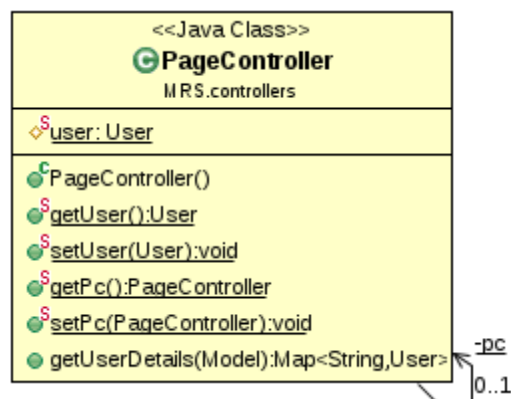 <<Java Class>>
PageController
MRS.controllers
user: User
PageController()
getUser():User
setUser(User):void
getPc():PageController
setPc(PageController):void
getUserDetails(Model):Map<String,User>
-pc
0..1